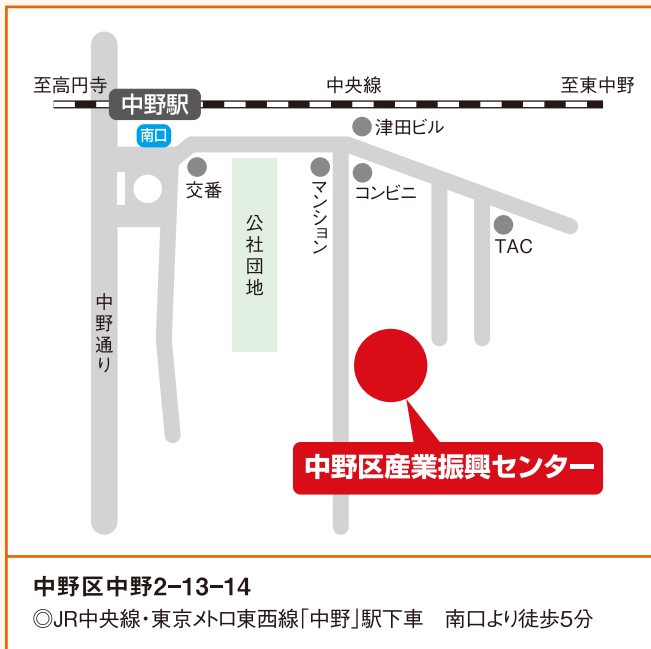 至高円寺
中央線
至東中野
中野駅
南口
津田ビル
交番
マンション
コンビニ
公社団地
TAC
中野通り
中野区産業振興センター
中野区中野2-13-14
◎JR中央線・東京メトロ東西線「中野」駅下車　南口より徒歩5分